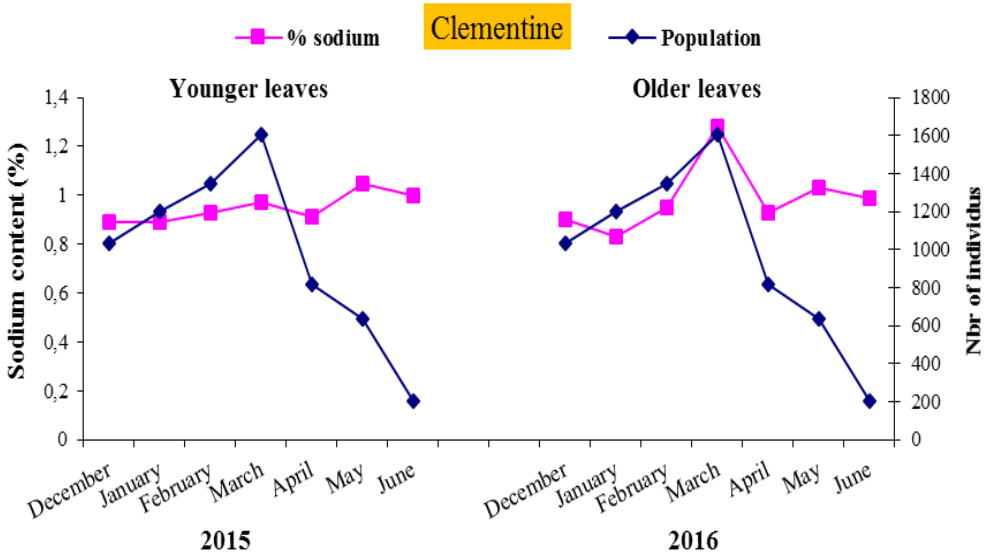 Clementine
% sodium
Population
Younger leaves
Older leaves
Sodium content (%)
1,4
1,2
1
0,8
0,6
0,4
0,2
0
1800
1600
1400
1200
1000
800
600
400
200
0
Nbr of individus
December
January
February
March
April
May
June
December
January
February
March
April
May
June
2015
2016